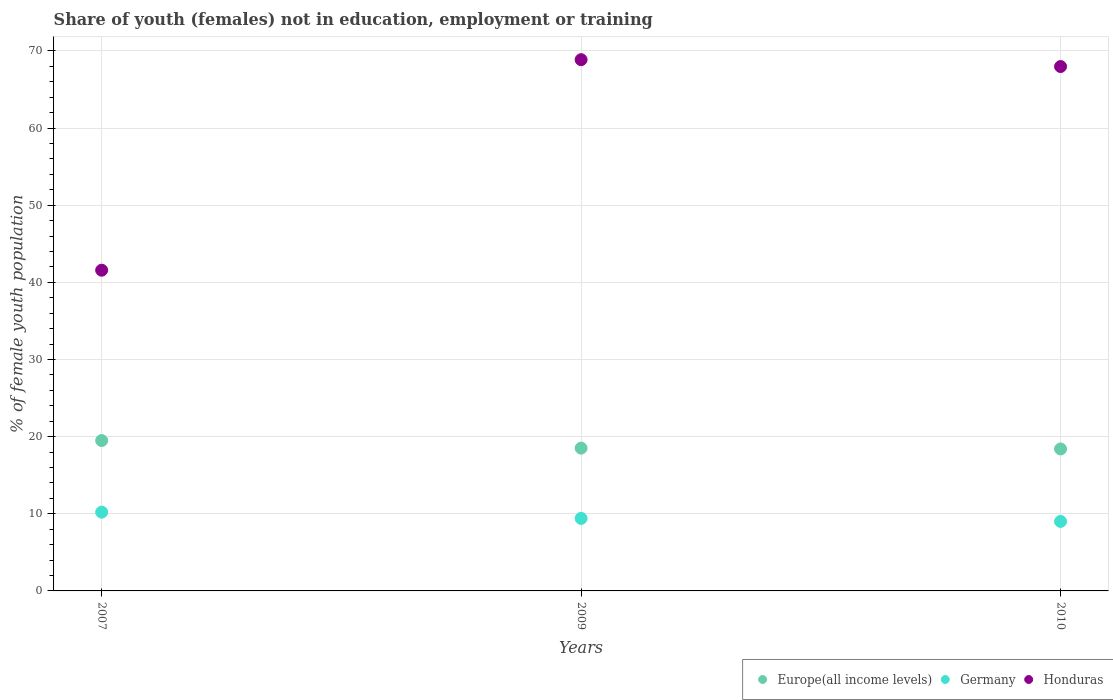 Share of youth (females) not in education, employment or training
% of female youth population
70
60
50
40
30
20
10
0
2007
2009
2010
Years
Europe(all income levels)
Germany
Honduras